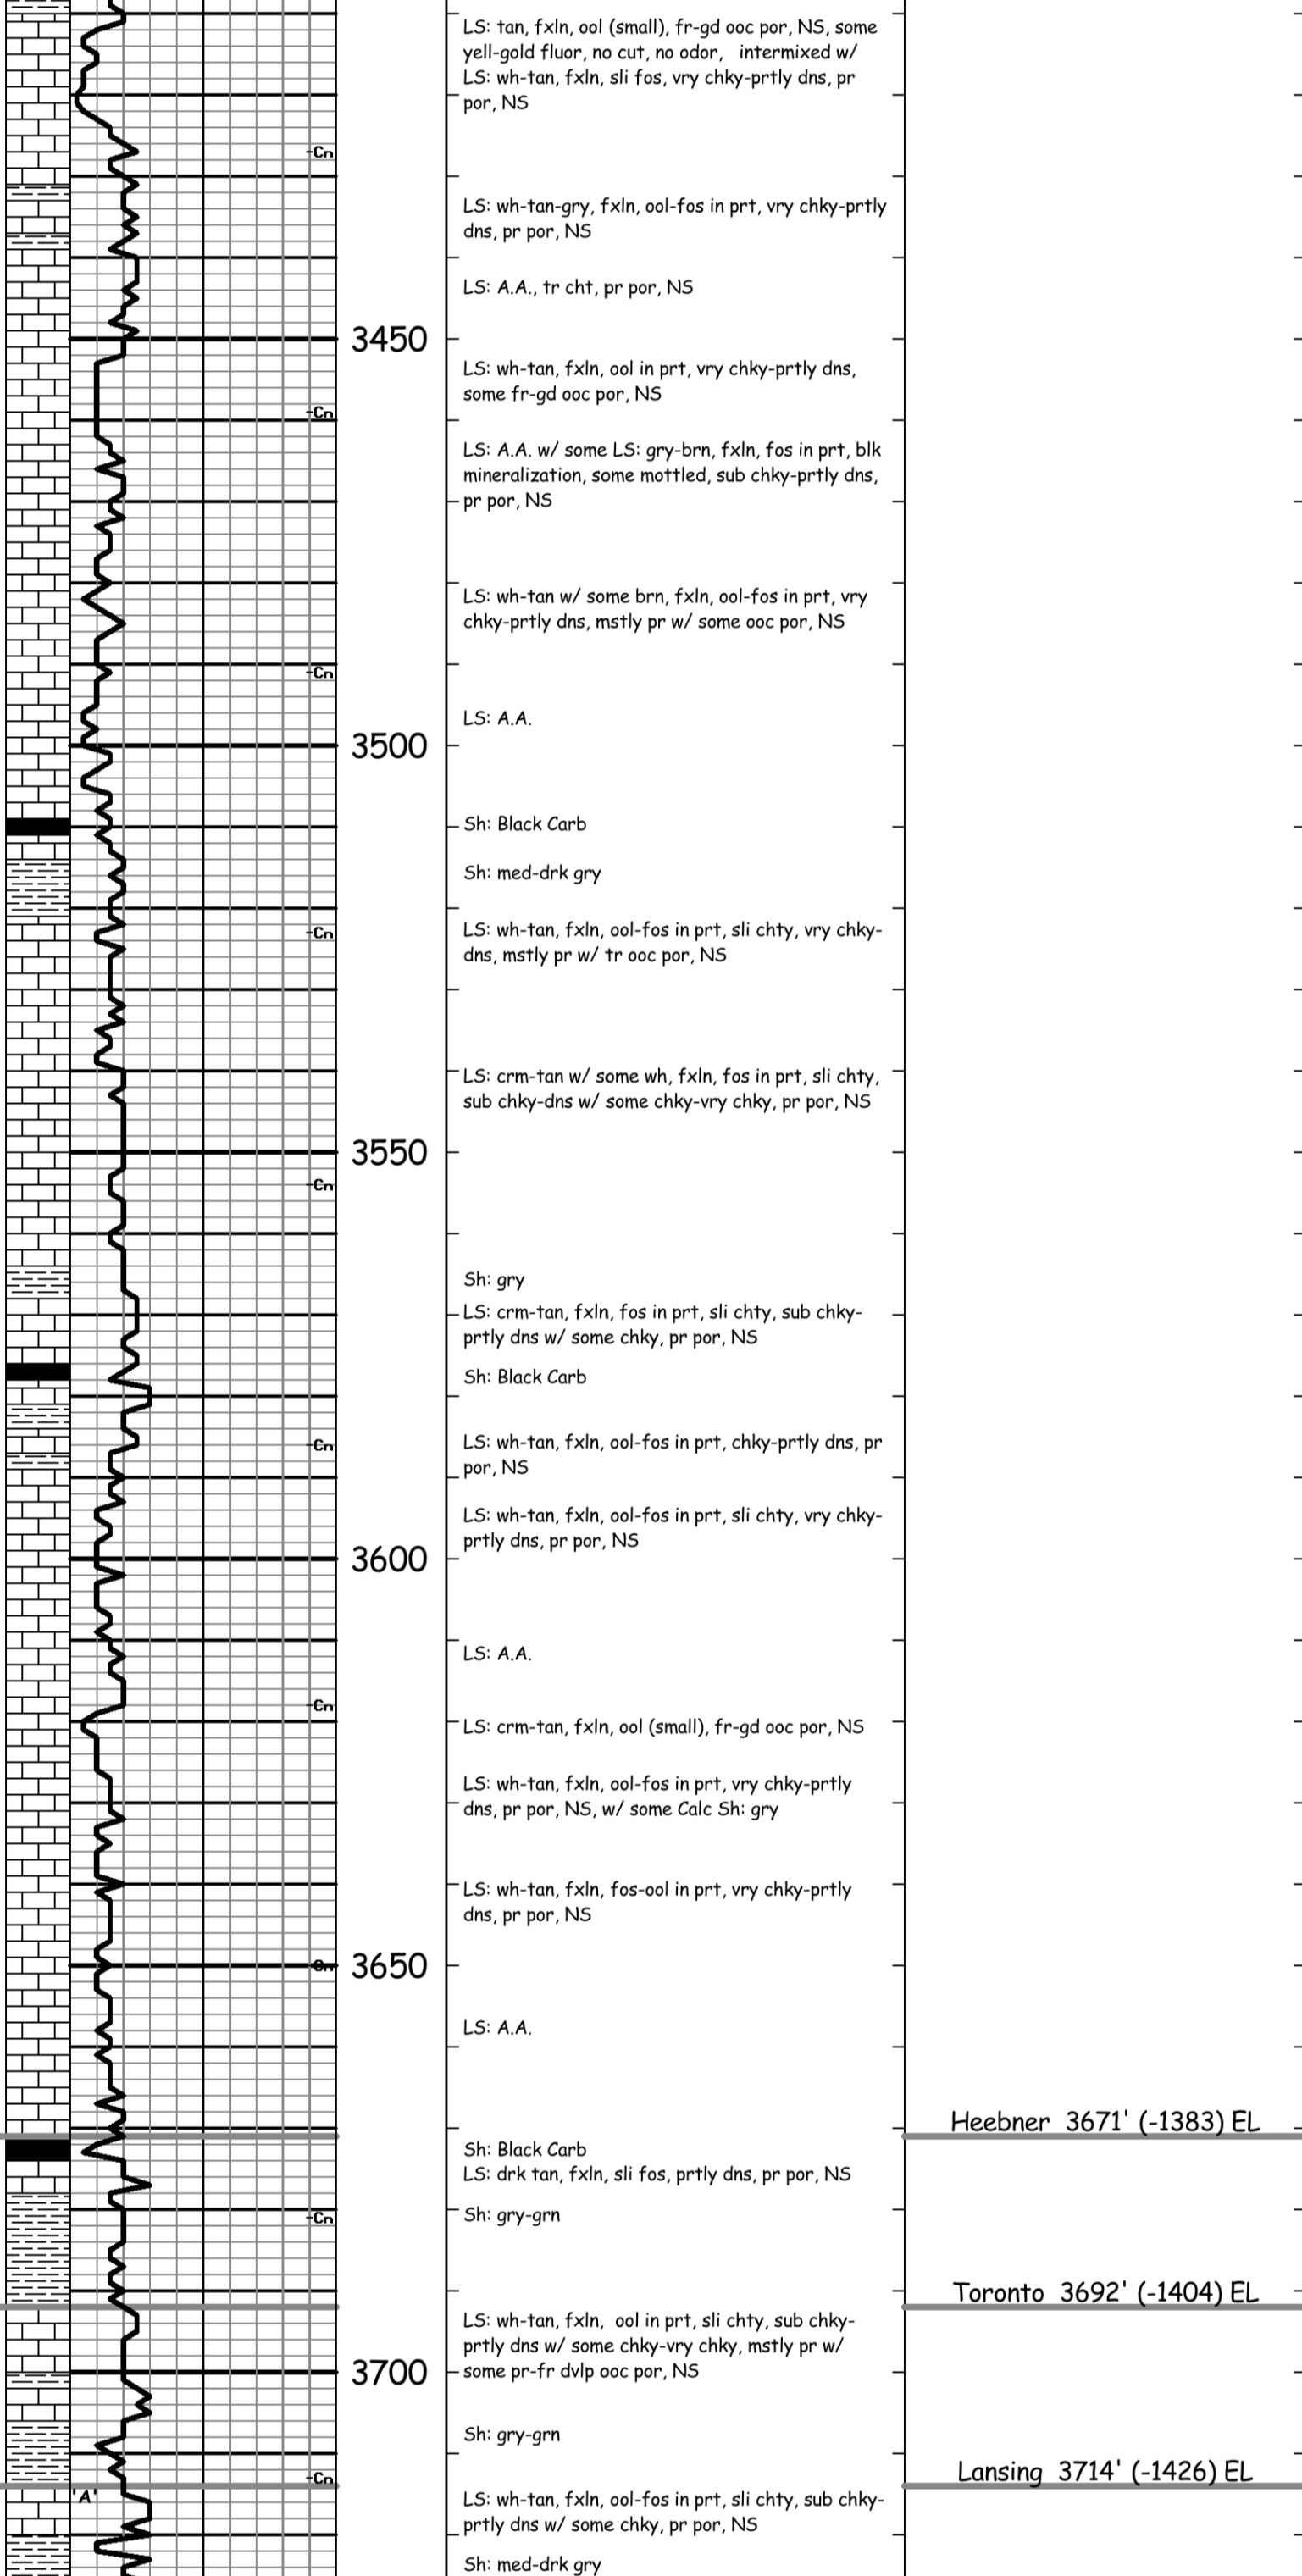 LS: tan, fxln, ool (small), fr-gd ooc por, NS, some
yell-gold fluor, no cut, no odor, intermixed w/
LS: wh-tan, fxln, sli fos, vry chky-prtly dns, pr
por, NS
Cn
LS: wh-tan-gry, fxln, ool-fos in prt, vry chky-prtly
dns, pr por, NS
LS: A.A., tr cht, pr por, NS
3450
LS: wh-tan, fxln, ool in prt, vry chky-prtly dns,
some fr-gd ooc por, NS
Cn
LS: A.A. w/ some LS: gry-brn, fxln, fos in prt, blk
mineralization, some mottled, sub chky-prtly dns,
pr por, NS
LS: wh-tan w/ some brn, fxln, ool-fos in prt, vry
chky-prtly dns, mstly pr w/ some ooc por, NS
Cn
LS: A.A.
3500
Sh: Black Carb
Sh: med-drk gry
LS: wh-tan, fxln, ool-fos in prt, sli chty, vry chky-
Cn
dns, mstly pr w/ tr ooc por, NS
LS: crm-tan w/ some wh, fxln, fos in prt, sli chty,
sub chky-dns w/ some chky-vry chky, pr por, NS
3550
Cn
Sh: gry
LS: crm-tan, fxln, fos in prt, sli chty, sub chky-
prtly dns w/ some chky, pr por, NS
Sh: Black Carb
LS: wh-tan, fxln, ool-fos in prt, chky-prtly dns, pr
Cn
por, NS
LS: wh-tan, fxln, ool-fos in prt, sli chty, vry chky-
prtly dns, pr por, NS
3600
LS: A.A.
Cn
LS: crm-tan, fxln, ool (small), fr-gd ooc por, NS
LS: wh-tan, fxln, ool-fos in prt, vry chky-prtly
dns, pr por, NS, w/ some Calc Sh: gry
LS: wh-tan, fxln, fos-ool in prt, vry chky-prtly
dns, pr por, NS
Cn
3650
LS: A.A.
Heebner 3671' (-1383) EL
Sh: Black Carb
LS: drk tan, fxln, sli fos, prtly dns, pr por, NS
Sh: gry-grn
Cn
Toronto 3692' (-1404) EL
LS: wh-tan, fxln, ool in prt, sli chty, sub chky-
prtly dns w/ some chky-vry chky, mstly pr w/
3700
some pr-fr dvlp ooc por, NS
Sh: gry-grn
Lansing 3714' (-1426) EL
Cn
'A'
LS: wh-tan, fxln, ool-fos in prt, sli chty, sub chky-
prtly dns w/ some chky, pr por, NS
Sh: med-drk gry